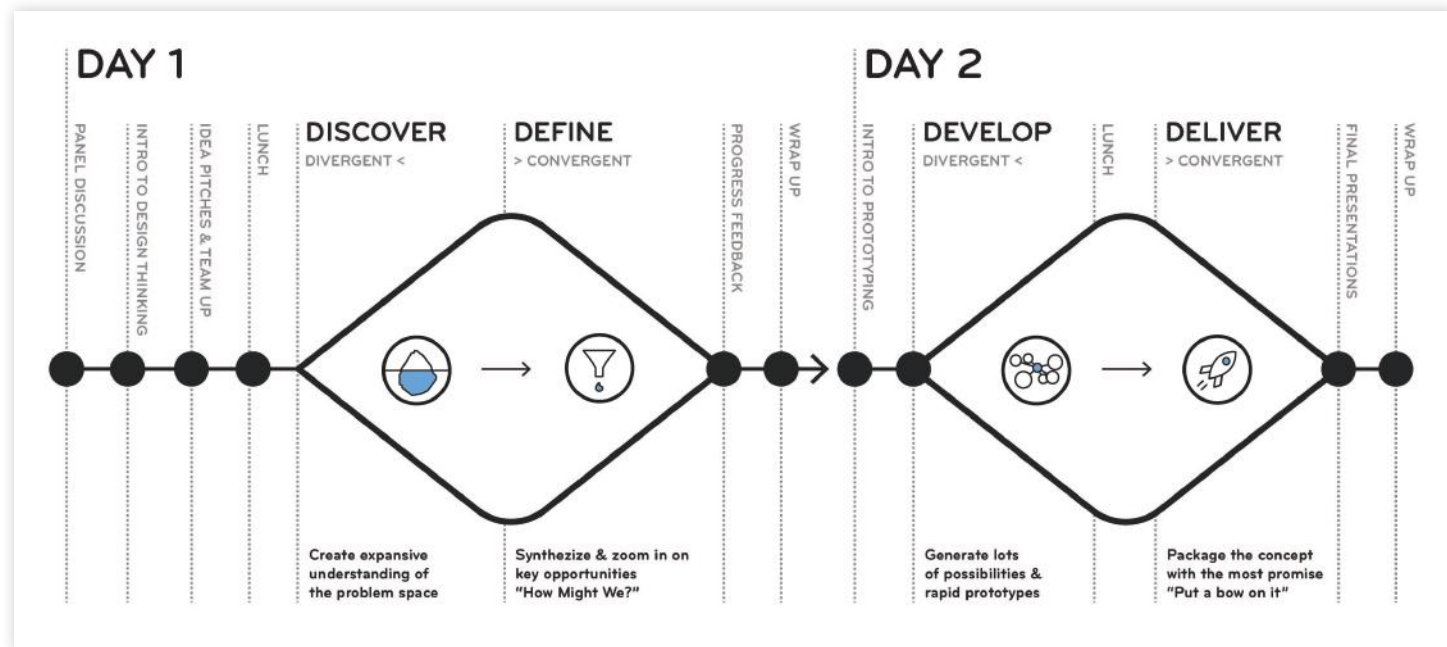 DAY 1
PANEL DISCUSSION
INTRO TO DESIGN THINKING
IDEA PITCHES & TEAM UP
LUNCH
DISCOVER
DIVERGENT <
Create expansive
understanding of
the problem space
DEFINE
> CONVERGENT
Synthezize & zoom in on
key opportunities
"How Might We?"
PROGRESS FEEDBACK
WRAP UP
DAY 2
INTRO TO PROTOTYPING
DEVELOP
DIVERGENT <
Generate lots
of possibilities &
rapid prototypes
LUNCH
DELIVER
> CONVERGENT
Package the concept
with the most promise
"Put a bow on it"
FINAL PRESENTATIONS
WRAP UP